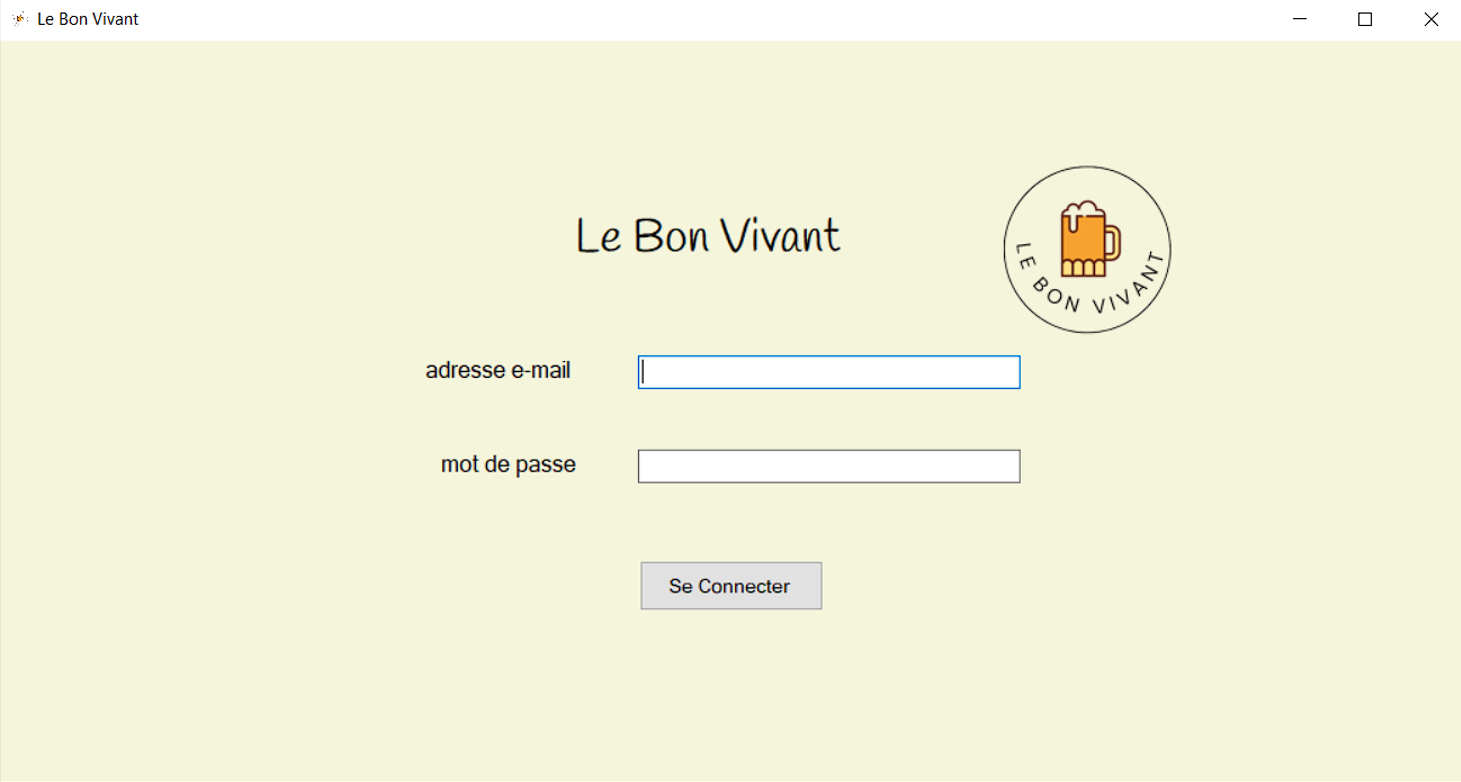 Le Bon Vivant
Le Bon Vivant
LE BON VIVANT
adresse e-mail
mot de passe
Se Connecter